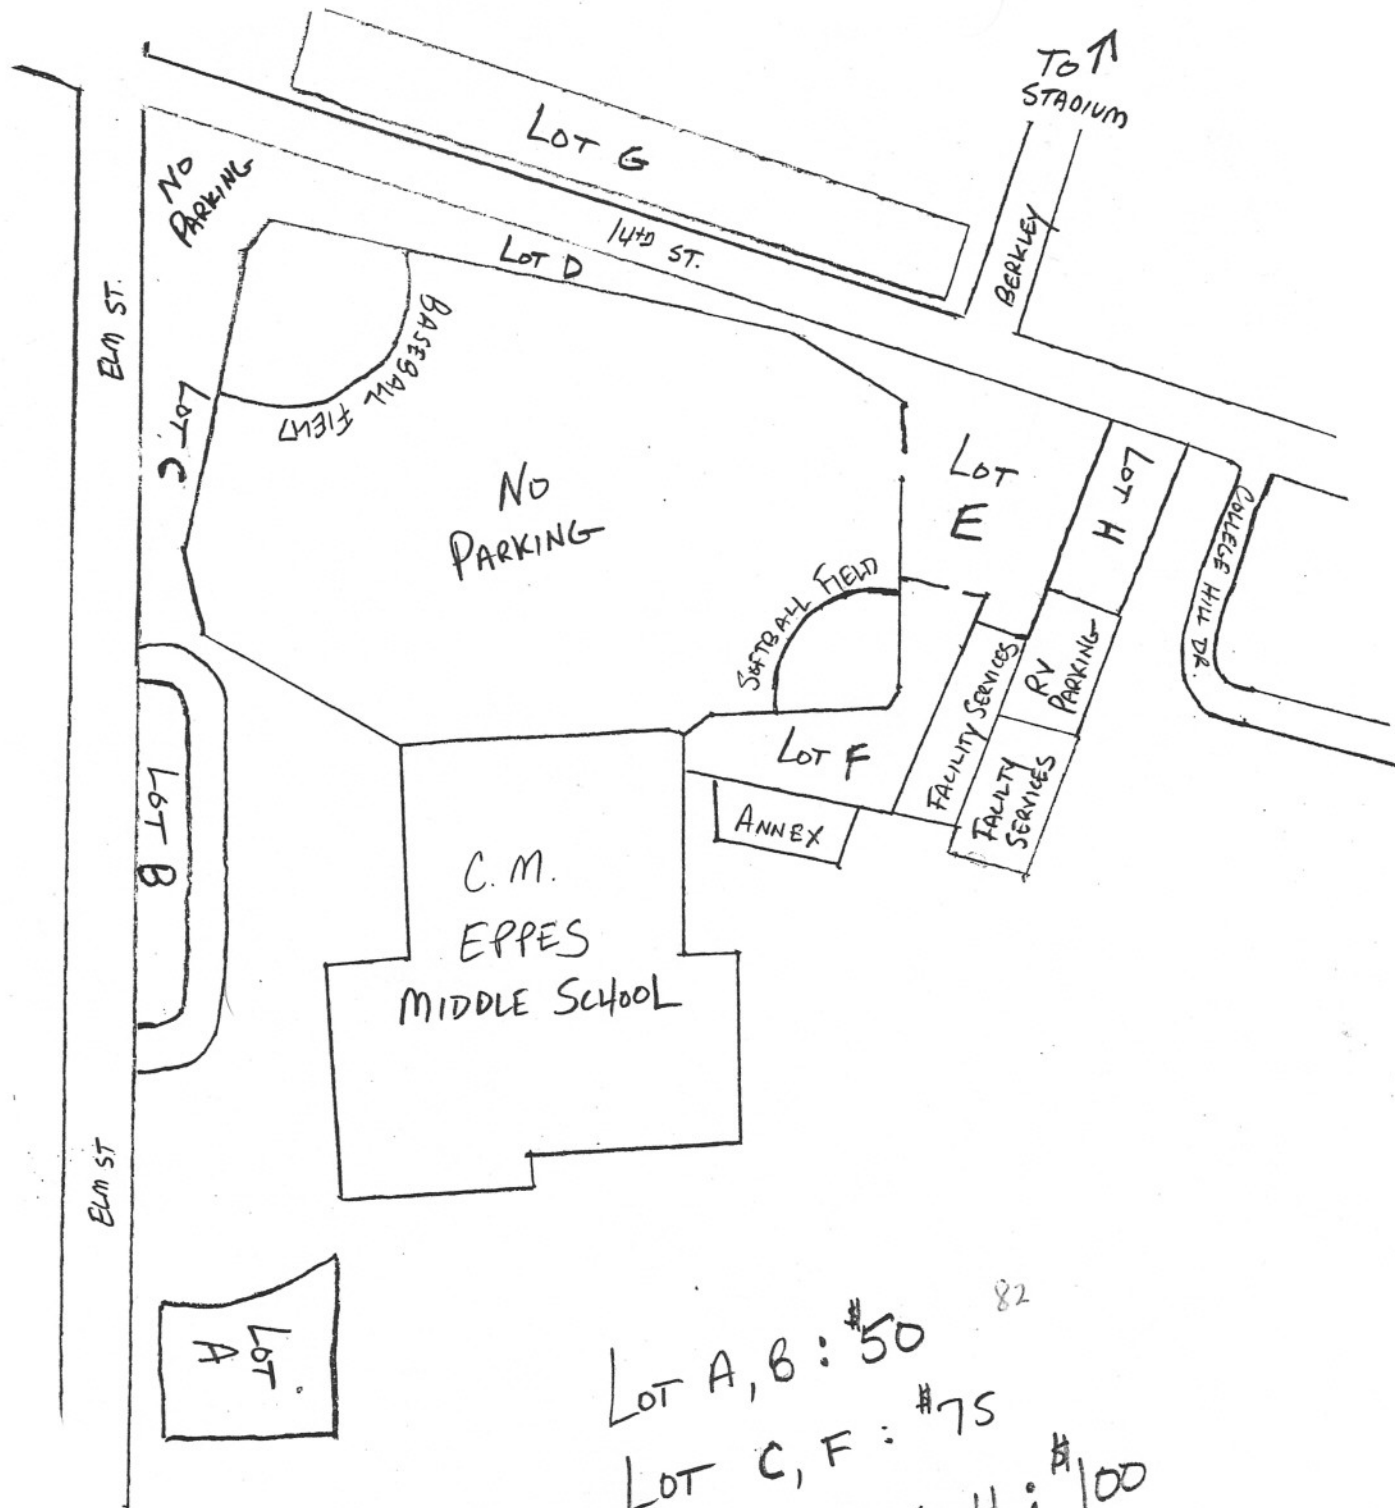 TO ↑
STADIUM
LOT G
NO
PARKING
14TH ST.
LOT D
BERKLEY
ELM ST.
BASEBALL FIELD
LOT C
LOT
E
LOT H
COLLEGE HILL DR
NO
PARKING
SOFTBALL FIELD
FACILITY SERVICES
RV
PARKING
LOT F
FACILTY
SERVICES
LOT B
ANNEX
C.M.
EPPES
MIDDLE SCHOOL
ELM ST
LOT
A
82
LOT A, B: $50
LOT C, F: $75
H: $100